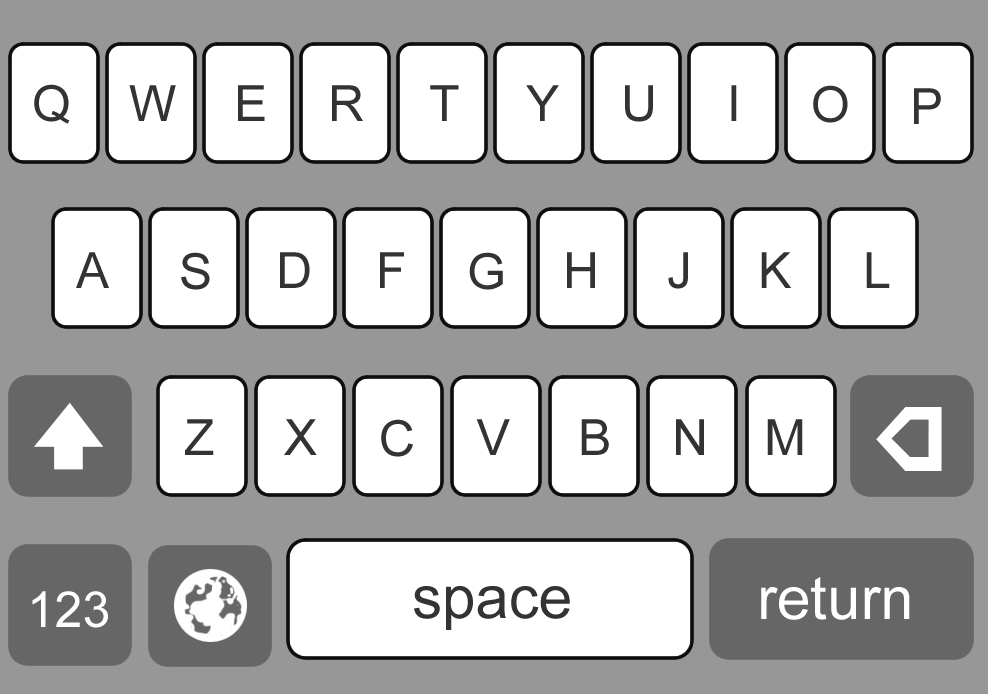 Q W E R T Y U I O P
A S D F G H J K L
Z X C V B N M
123 space return